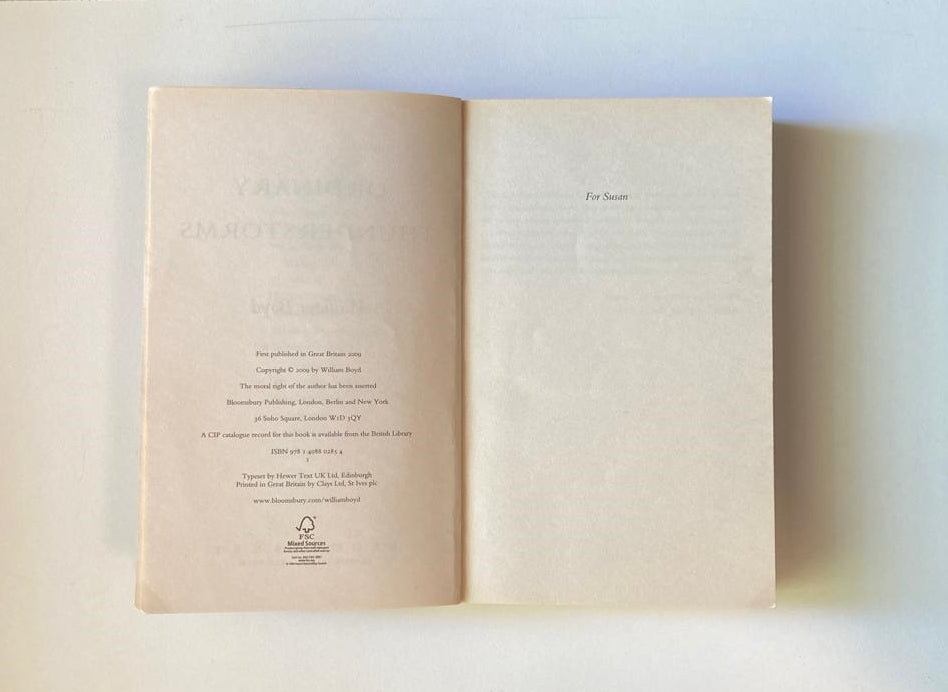 First published in Great Britain 2009
Copyright © 2009 by William Boyd
The moral right of the author has been asserted
Bloomsbury Publishing, London, Berlin and New York
36 Soho Square, London W1D 3QY
A CIP catalogue record for this book is available from the British Library
ISBN 978 1 4088 0285 4
1
Typeset by Hewer Text UK Ltd, Edinburgh
Printed in Great Britain by Clays Ltd, St Ives plc
www.bloomsbury.com/williamboyd
FSC
Mixed Sources
For Susan